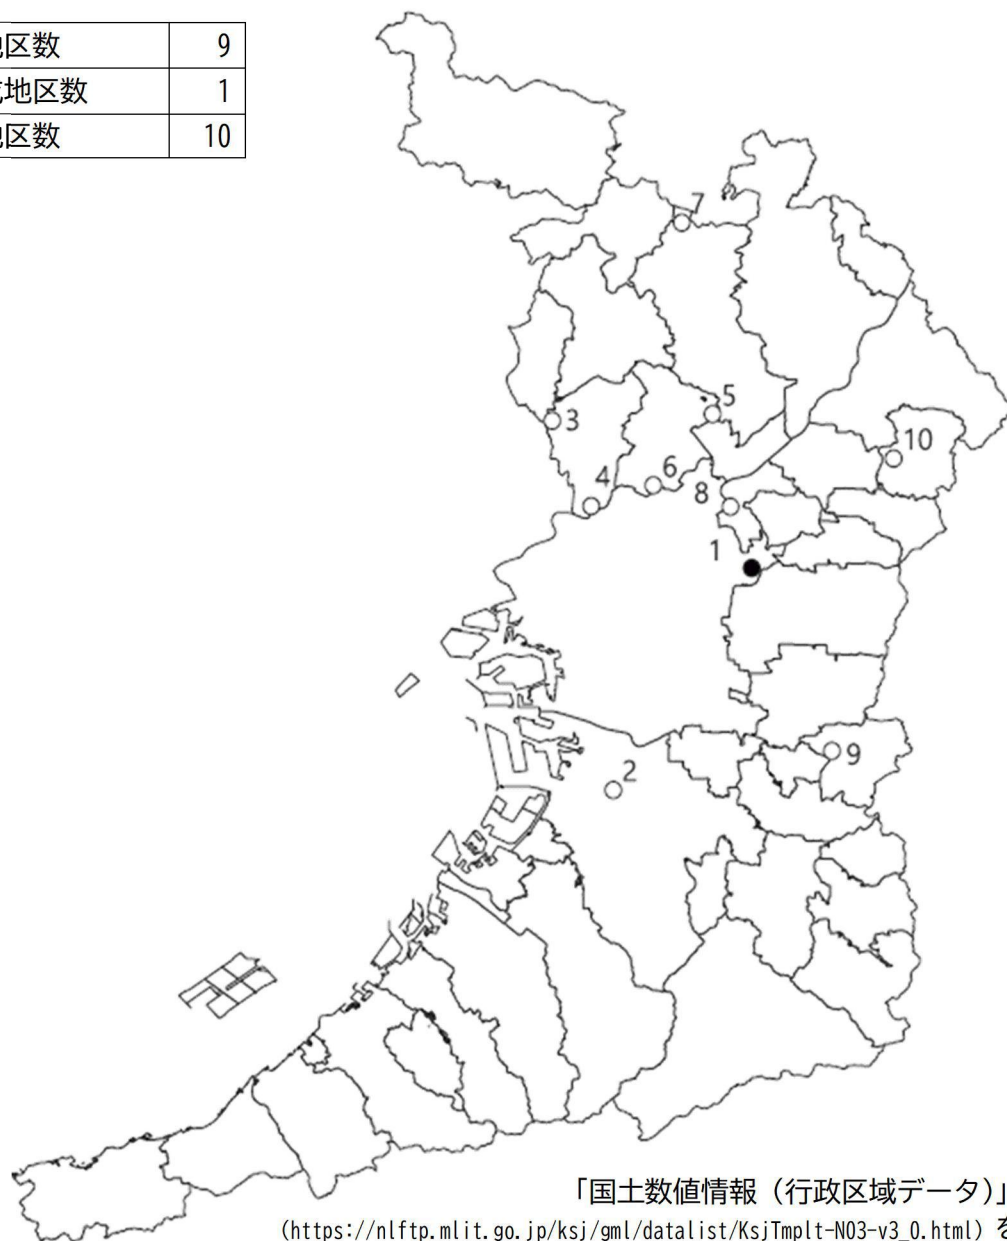 地区数 9
地区数 1
地区数 10
7
5
3
10
6
4
8
1
9
2
「国土数値情報（行政区域データ）」
(https://nlftp.mlit.go.jp/ksj/gml/datalist/KsjTmplt-N03-v3_0.html) を